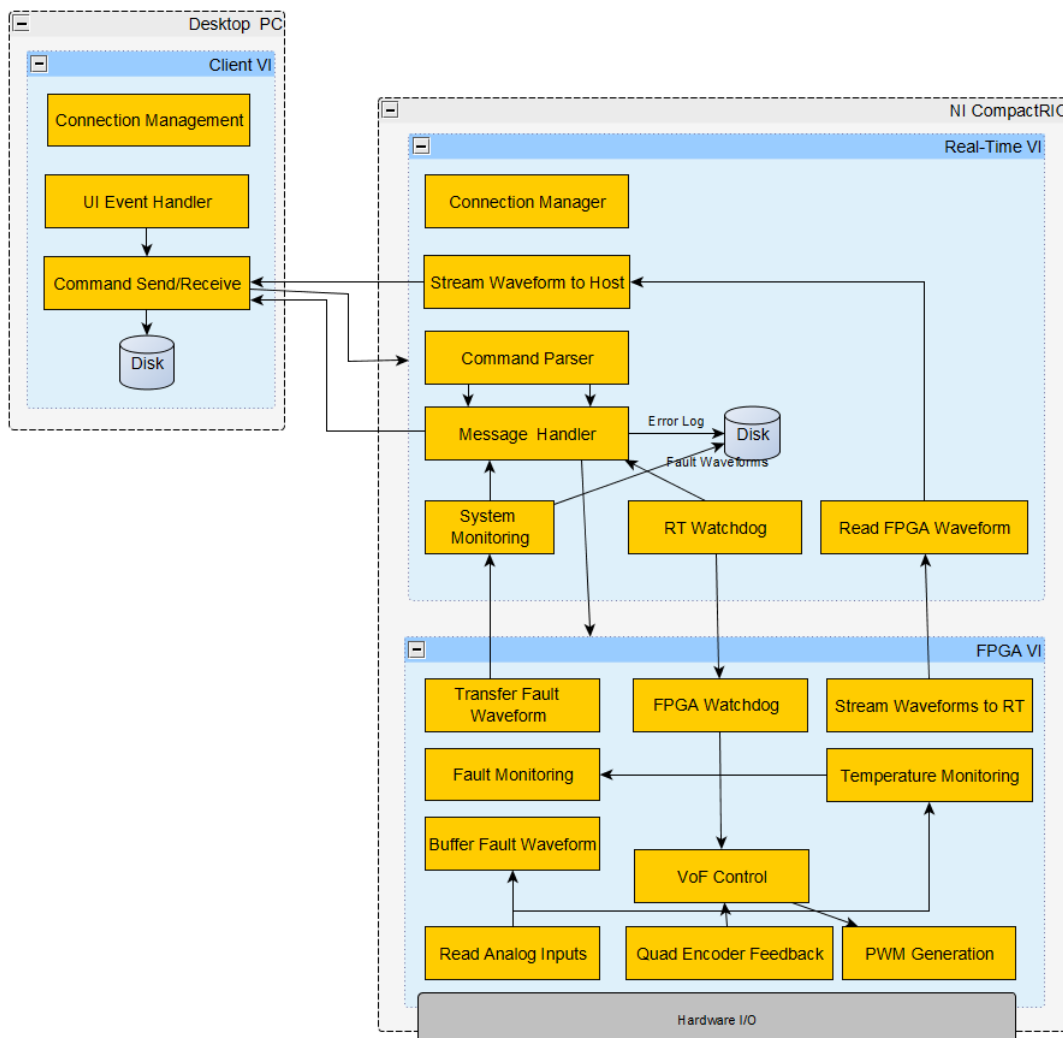 Desktop PC
Client VI
Connection Management
UI Event Handler
Command Send/Receive
Disk
NI CompactRIO
Real-Time VI
Connection Manager
Stream Waveform to Host
Command Parser
Message Handler
Error Log
Disk
Fault Waveforms
System
Monitoring
RT Watchdog
Read FPGA Waveform
FPGA VI
Transfer Fault
Waveform
FPGA Watchdog
Stream Waveforms to RT
Fault Monitoring
Temperature Monitoring
Buffer Fault Waveform
VoF Control
Read Analog Inputs
Quad Encoder Feedback
PWM Generation
Hardware I/O